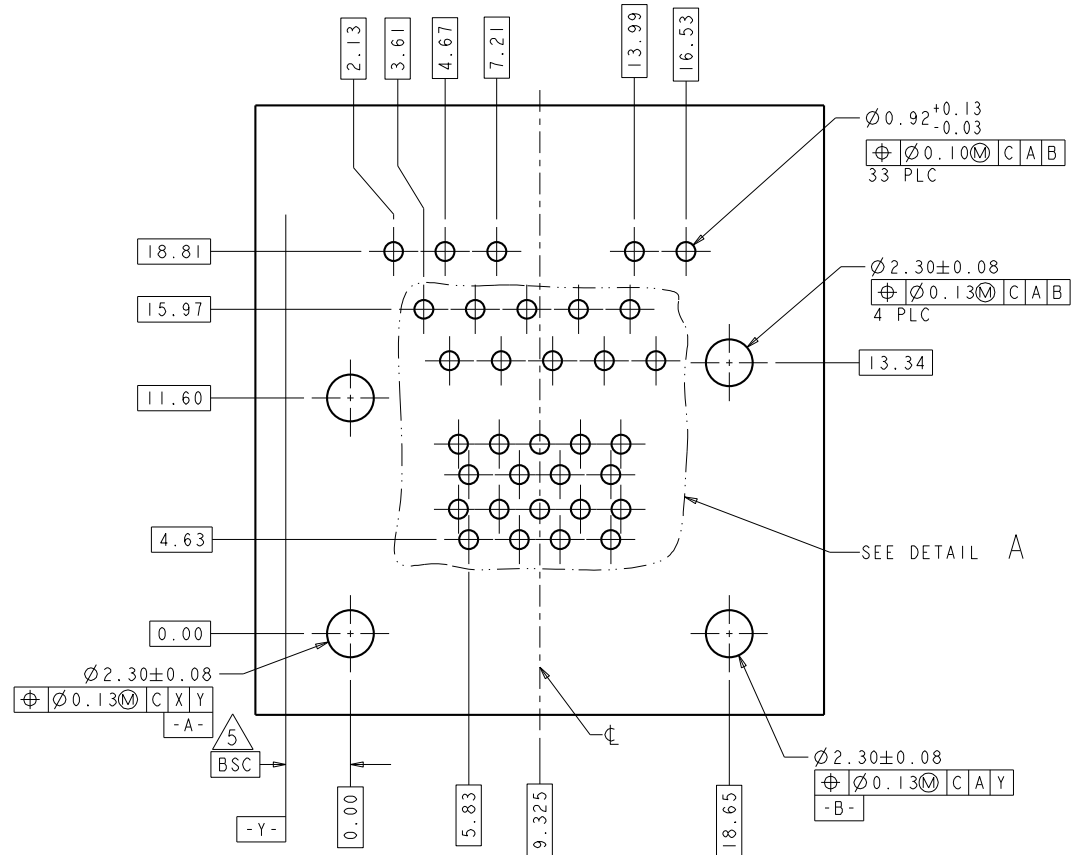 2.13
3.61
4.67
7.21
13.99
16.53
Ø0.92 +0.13 -0.03
⌖ Ø0.10Ⓜ C A B
33 PLC
18.81
15.97
Ø2.30±0.08
⌖ Ø0.13Ⓜ C A B
4 PLC
13.34
11.60
4.63
SEE DETAIL A
0.00
Ø2.30±0.08
⌖ Ø0.13Ⓜ C X Y
-A-
5
BSC
℄
Ø2.30±0.08
⌖ Ø0.13Ⓜ C A Y
-B-
-Y-
0.00
5.83
9.325
18.65